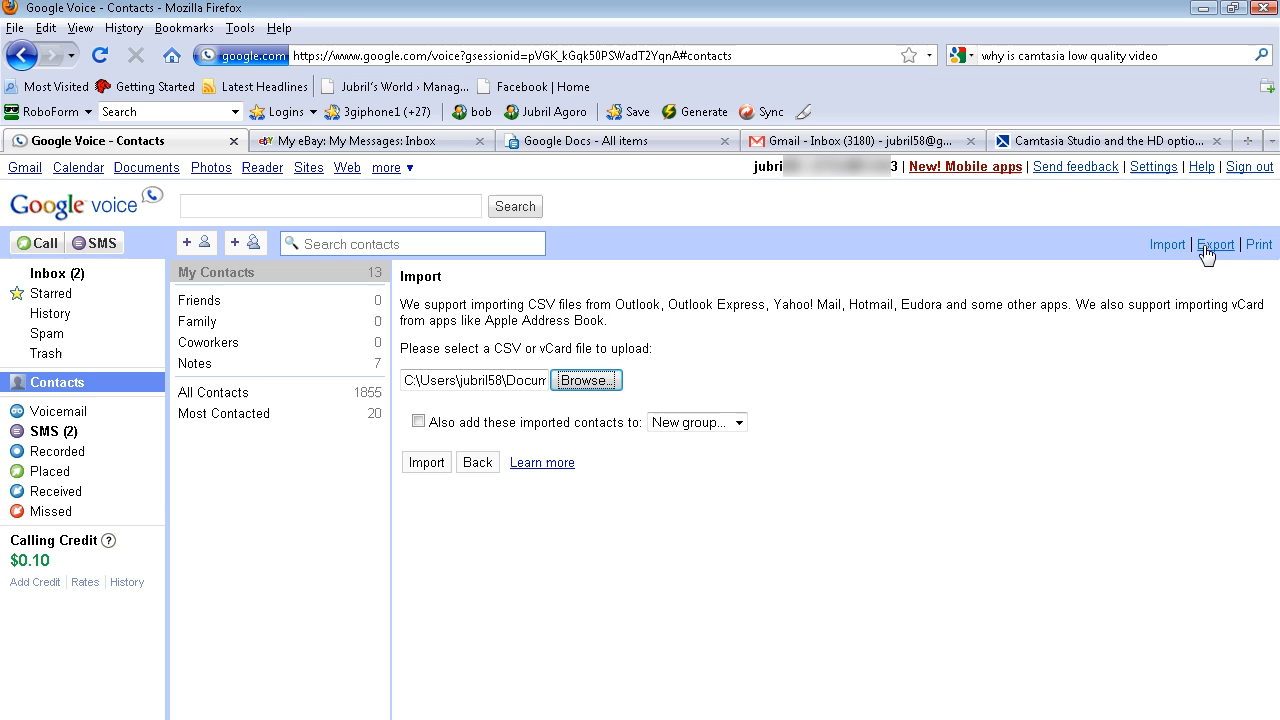 Google Voice - Contacts - Mozilla Firefox
File Edit View History Bookmarks Tools Help
google.com https://www.google.com/voice?gsessionid=pVGK_kGqk50PSWadT2YqnA#contacts why is camtasia low quality video
Most Visited Getting Started Latest Headlines Jubril's World › Manag... Facebook | Home
RoboForm Search Logins 3giphone1 (+27) bob Jubril Agoro Save Generate Sync
Google Voice - Contacts My eBay: My Messages: Inbox Google Docs - All items Gmail - Inbox (3180) - jubril58@g... Camtasia Studio and the HD optio...
Gmail Calendar Documents Photos Reader Sites Web more ▼ jubri 3 | New! Mobile apps | Send feedback | Settings | Help | Sign out
Google voice Search
Call SMS + + Search contacts Import | Export | Print
Inbox (2)
Starred
History
Spam
Trash
Contacts
Voicemail
SMS (2)
Recorded
Placed
Received
Missed
Calling Credit ?
$0.10
Add Credit | Rates | History
My Contacts 13
Friends 0
Family 0
Coworkers 0
Notes 7
All Contacts 1855
Most Contacted 20
Import
We support importing CSV files from Outlook, Outlook Express, Yahoo! Mail, Hotmail, Eudora and some other apps. We also support importing vCard
from apps like Apple Address Book.
Please select a CSV or vCard file to upload:
C:\Users\jubril58\Docum Browse...
Also add these imported contacts to: New group...
Import Back Learn more